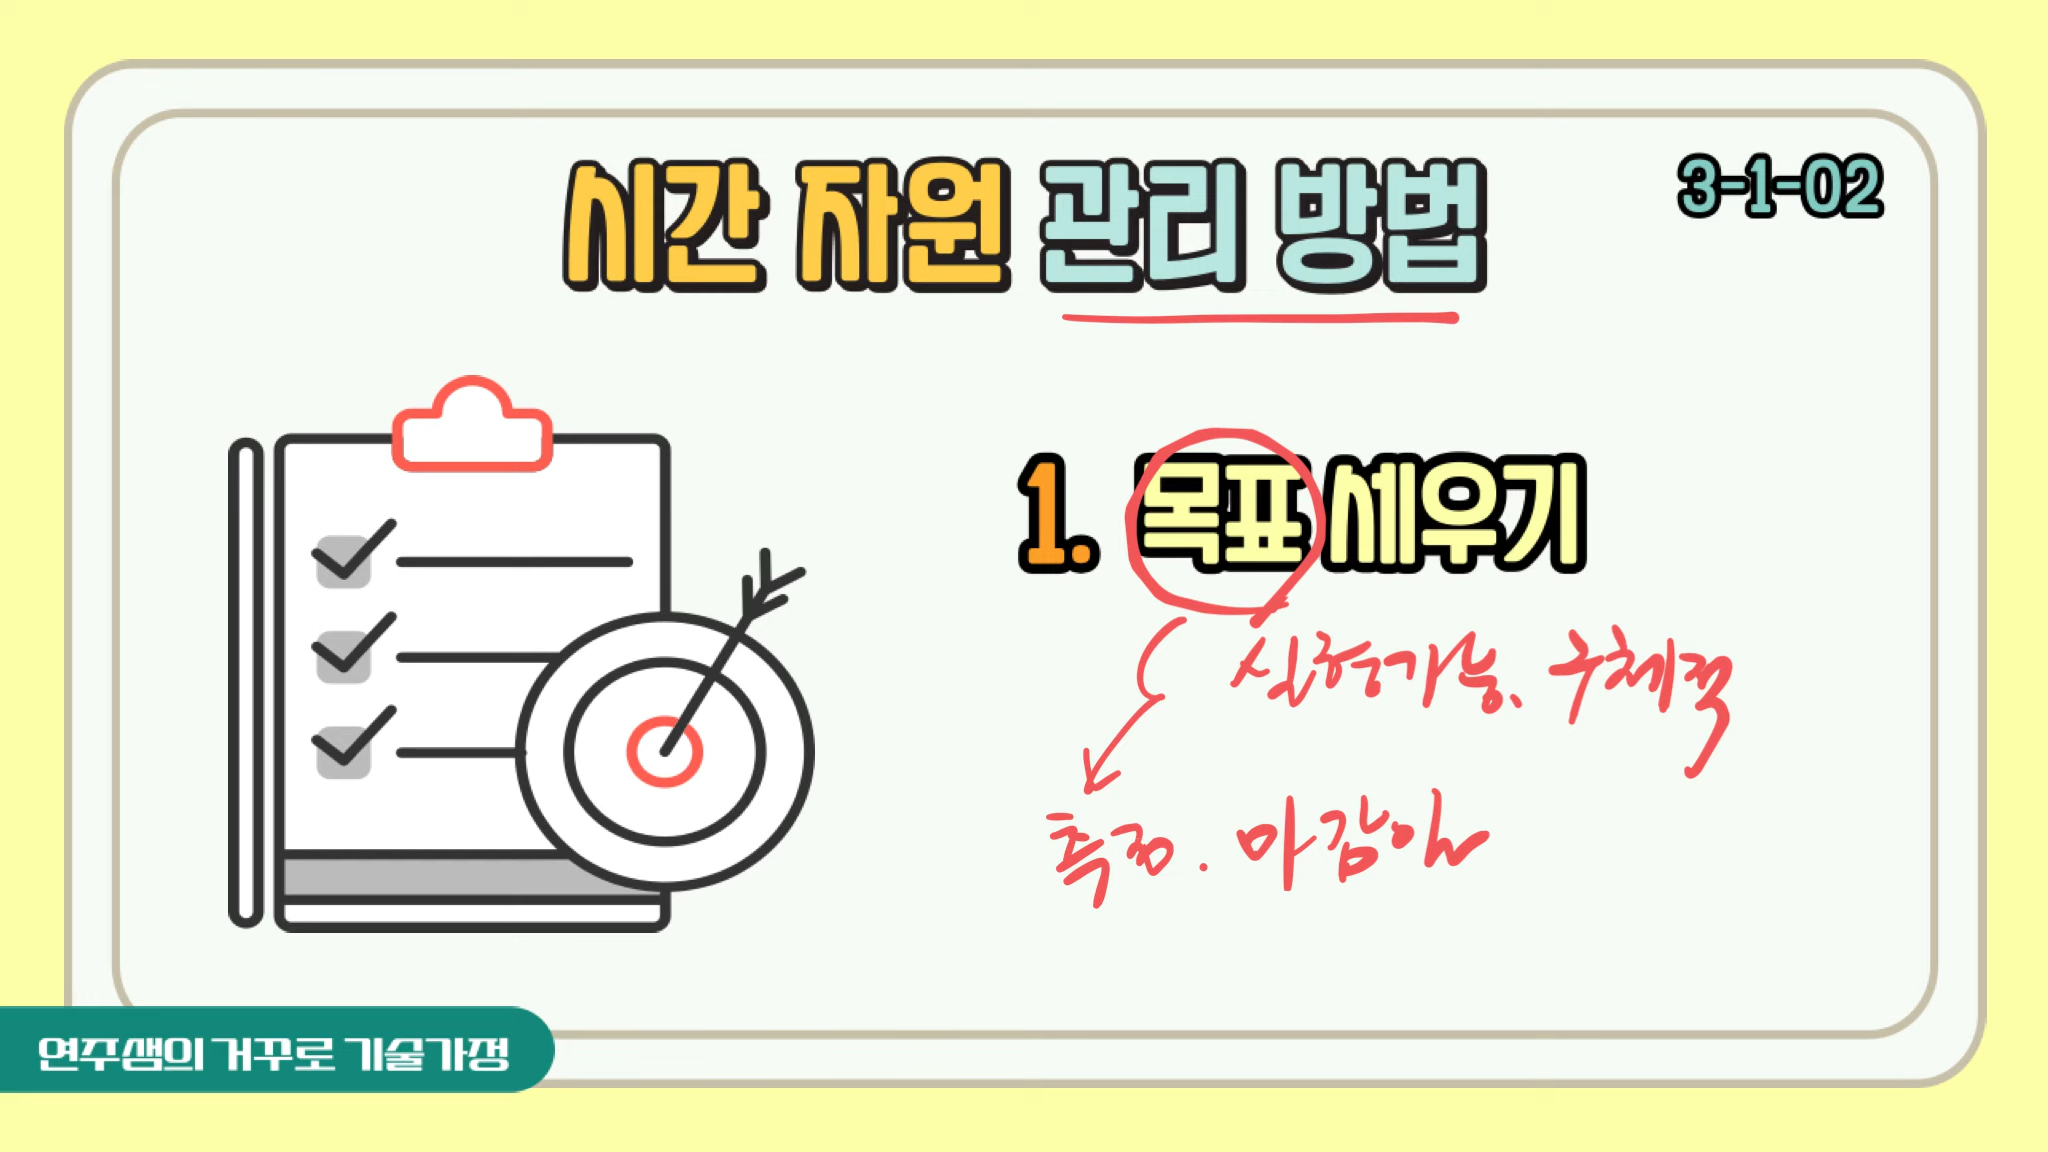 시간 자원 관리 방법
3-1-02
1. 목표 세우기
실현가능, 구체적
측정. 마감일
연주쌤의 거꾸로 기술가정